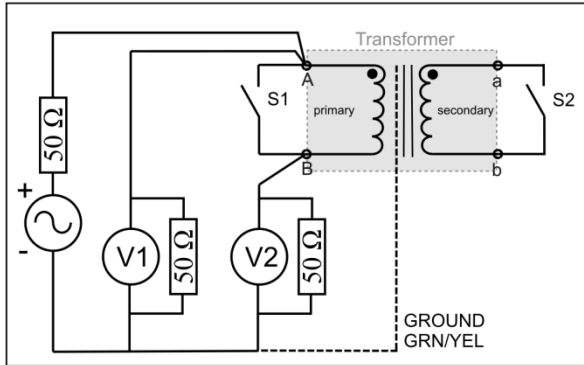 Transformer
A
a
S1
S2
primary
secondary
B
b
50 Ω
+
-
V1
50 Ω
V2
50 Ω
GROUND
GRN/YEL